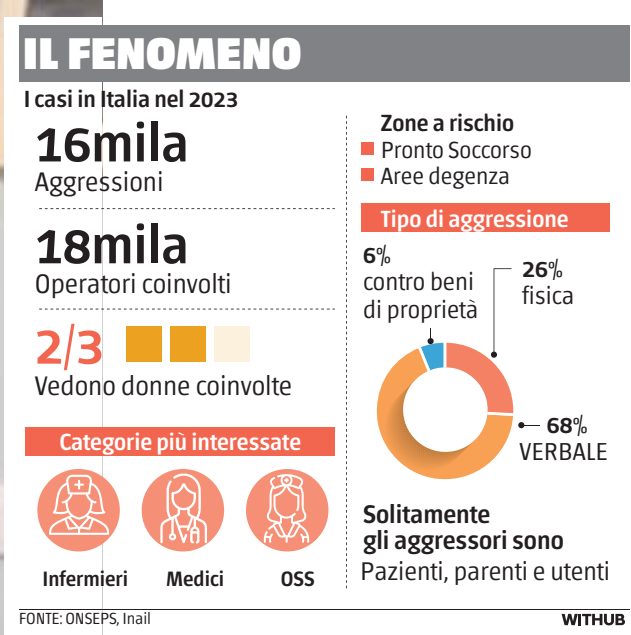 IL FENOMENO
I casi in Italia nel 2023
16mila
Aggressioni
18mila
Operatori coinvolti
2/3
Vedono donne coinvolte
Categorie più interessate
Infermieri
Medici
OSS
Zone a rischio
Pronto Soccorso
Aree degenza
Tipo di aggressione
6%
contro beni
di proprietà
26%
fisica
68%
VERBALE
Solitamente
gli aggressori sono
Pazienti, parenti e utenti
FONTE: ONSEPS, Inail
WITHUB